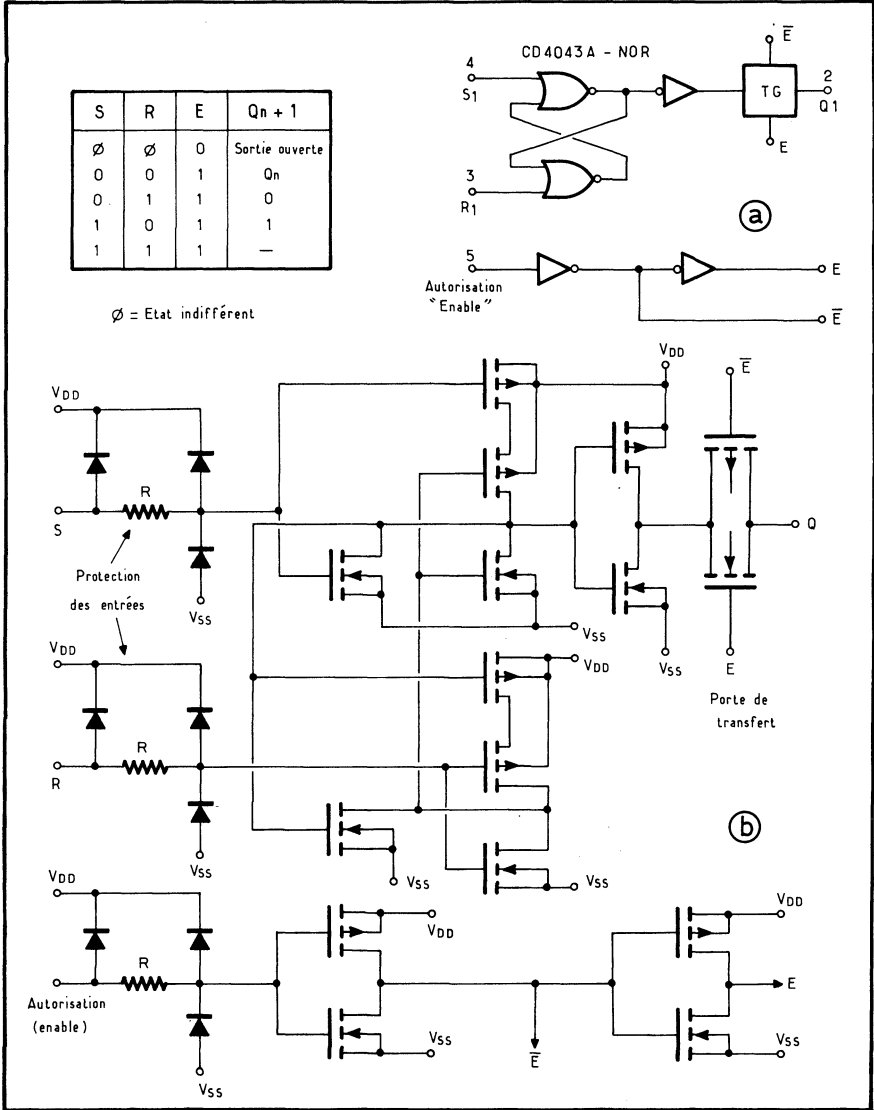 CD4043A - NOR
S R E Qn + 1
Ø Ø 0 Sortie ouverte
0 0 1 Qn
0 1 1 0
1 0 1 1
1 1 1 —
Ø = Etat indifférent
4
S1
3
R1
E̅
TG
E
2
Q1
a
5
Autorisation
"Enable"
E
E̅
VDD
S
R
VSS
Protection
des entrées
VDD
R
R
VSS
VDD
Autorisation
(enable)
R
VSS
VDD
E̅
Q
VSS
VSS
E
Porte de
transfert
VDD
VSS
VSS
b
VDD
VSS
E̅
VDD
E
VSS